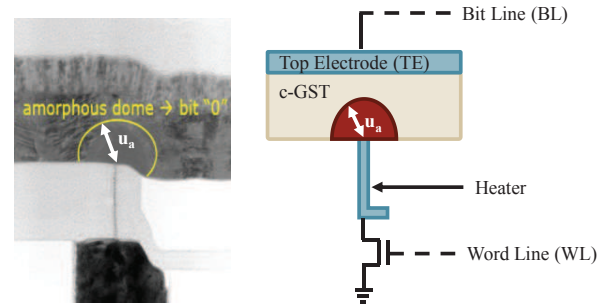 amorphous dome → bit “0”
uₐ
Bit Line (BL)
Top Electrode (TE)
c-GST
uₐ
Heater
Word Line (WL)